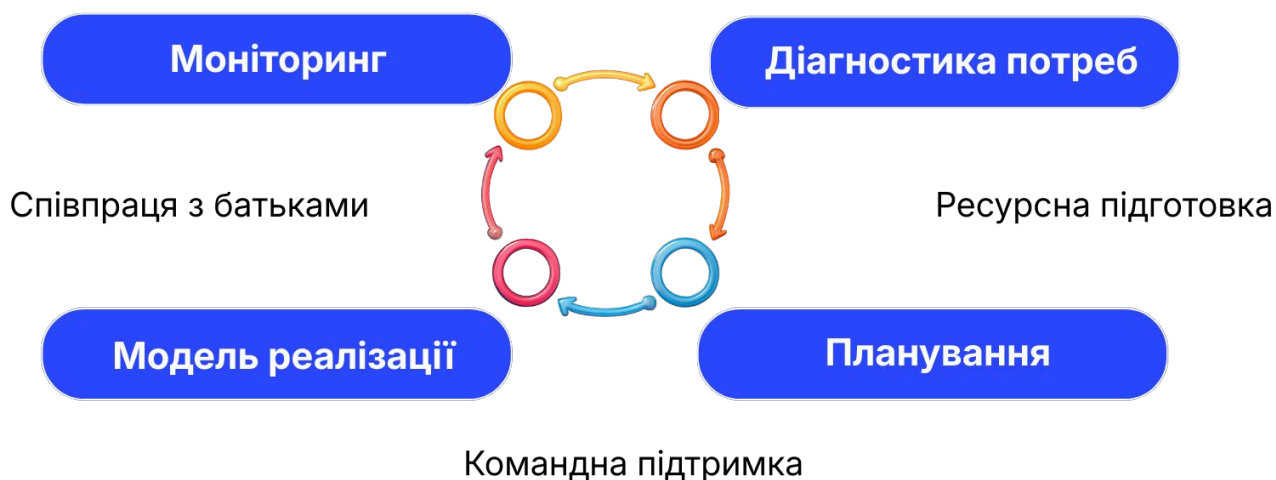 Моніторинг
Діагностика потреб
Співпраця з батьками
Ресурсна підготовка
Модель реалізації
Планування
Командна підтримка